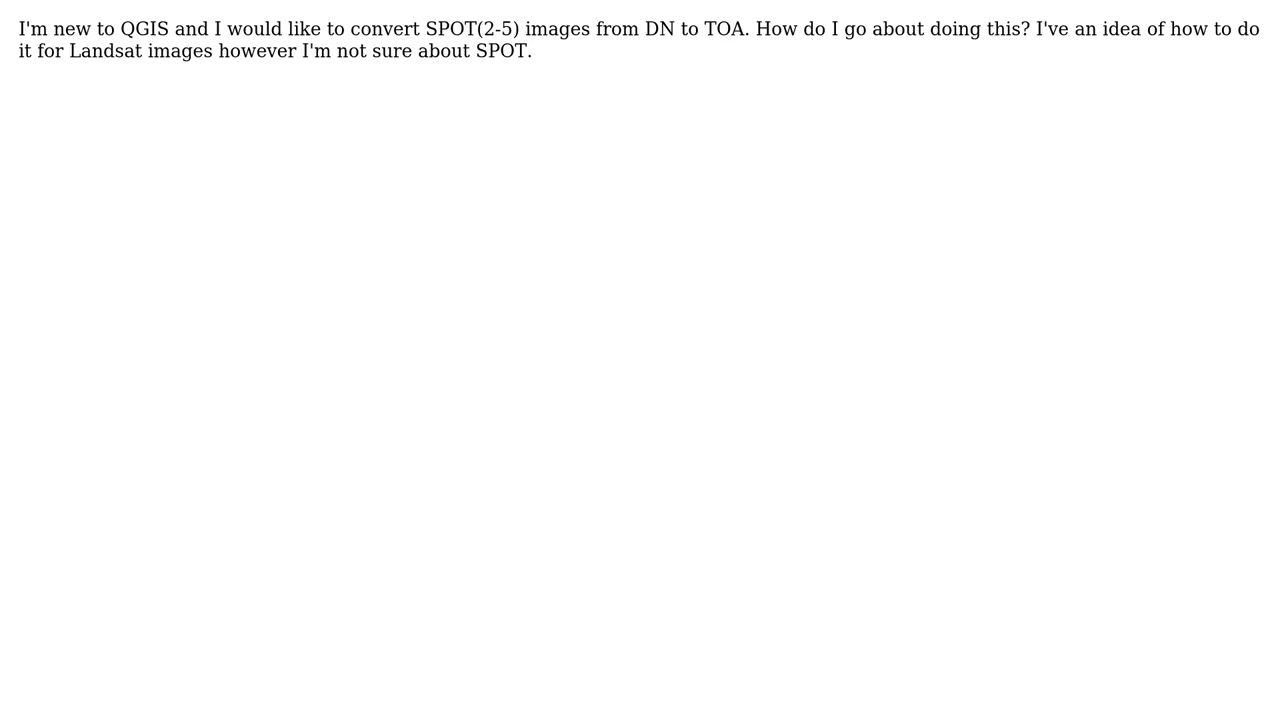 I'm new to QGIS and I would like to convert SPOT(2-5) images from DN to TOA. How do I go about doing this? I've an idea of how to do
it for Landsat images however I'm not sure about SPOT.